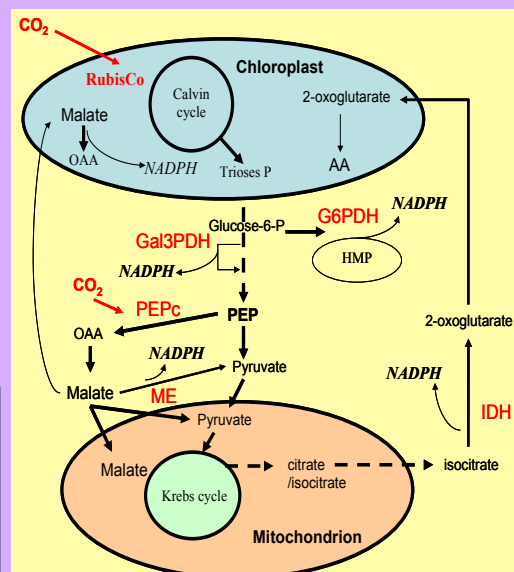 CO2
RubisCo
Chloroplast
Calvin
cycle
2-oxoglutarate
Malate
OAA
NADPH
Trioses P
AA
Glucose-6-P
G6PDH
NADPH
Gal3PDH
HMP
NADPH
CO2
PEPc
PEP
2-oxoglutarate
OAA
NADPH
Pyruvate
NADPH
Malate
ME
IDH
Pyruvate
Malate
citrate
/isocitrate
isocitrate
Krebs cycle
Mitochondrion